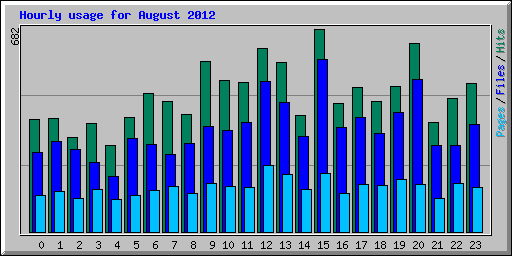 Hourly usage for August 2012
682
Pages / Files / Hits
0 1 2 3 4 5 6 7 8 9 10 11 12 13 14 15 16 17 18 19 20 21 22 23